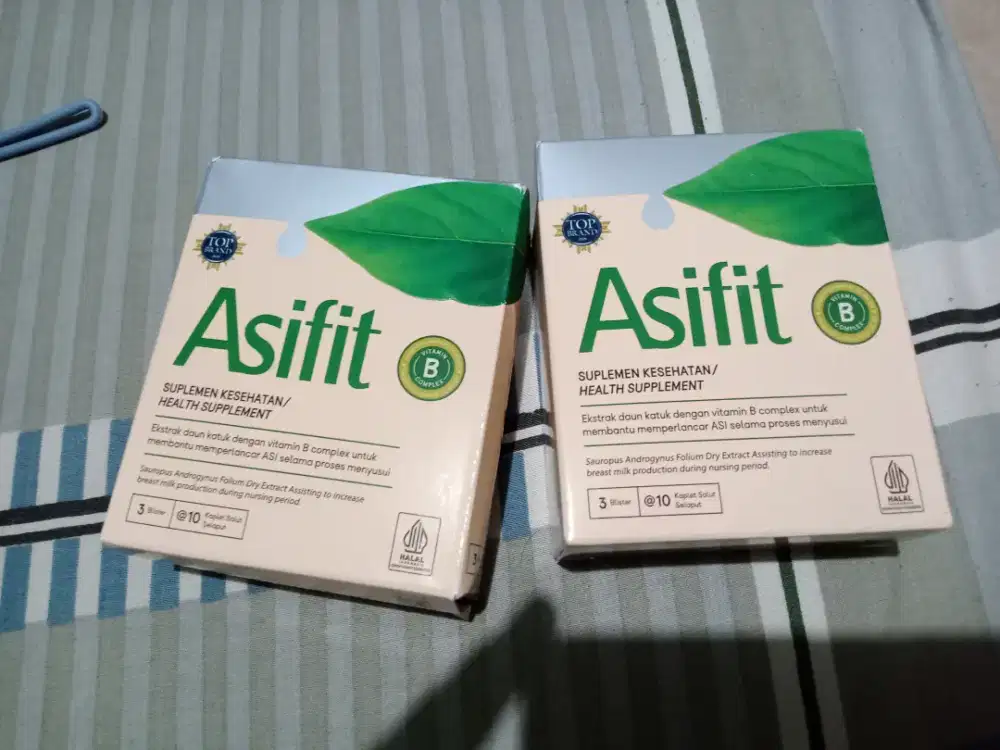 TOP
BRAND
Asifit
VITAMIN
B
COMPLEX
SUPLEMEN KESEHATAN/
HEALTH SUPPLEMENT
Ekstrak daun katuk dengan vitamin B complex untuk
membantu memperlancar ASI selama proses menyusui
Sauropus Androgynus Folium Dry Extract Assisting to increase
breast milk production during nursing period.
3 Blister
@10 Kaplet Salut
Selaput
HALAL
INDONESIA
TOP
BRAND
Asifit
VITAMIN
B
COMPLEX
SUPLEMEN KESEHATAN/
HEALTH SUPPLEMENT
Ekstrak daun katuk dengan vitamin B complex untuk
membantu memperlancar ASI selama proses menyusui
Sauropus Androgynus Folium Dry Extract Assisting to increase
breast milk production during nursing period.
3 Blister
@10 Kaplet Salut
Selaput
HALAL
INDONESIA